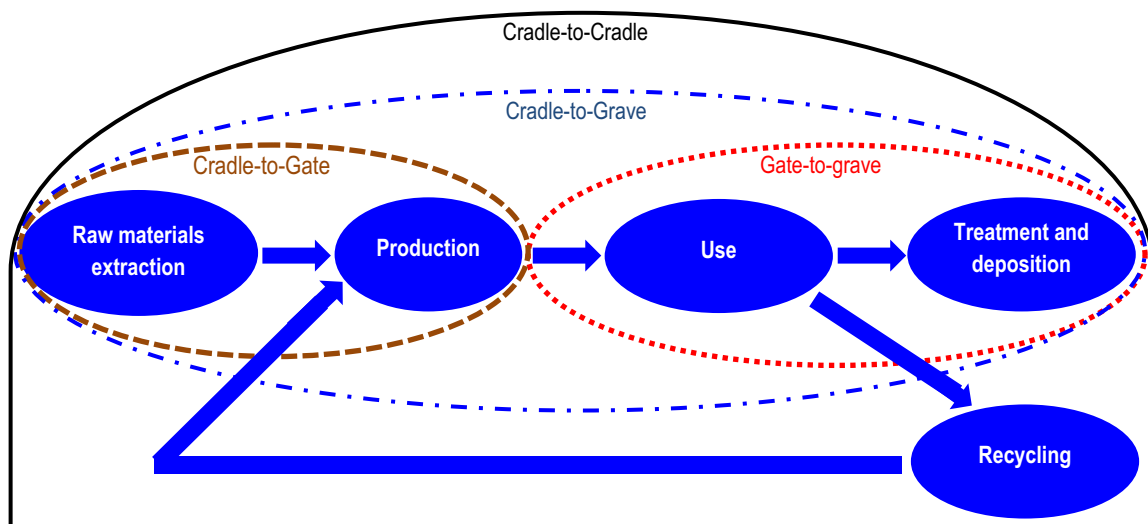 Cradle-to-Cradle
Cradle-to-Grave
Cradle-to-Gate
Gate-to-grave
Raw materials
extraction
Production
Use
Treatment and
deposition
Recycling